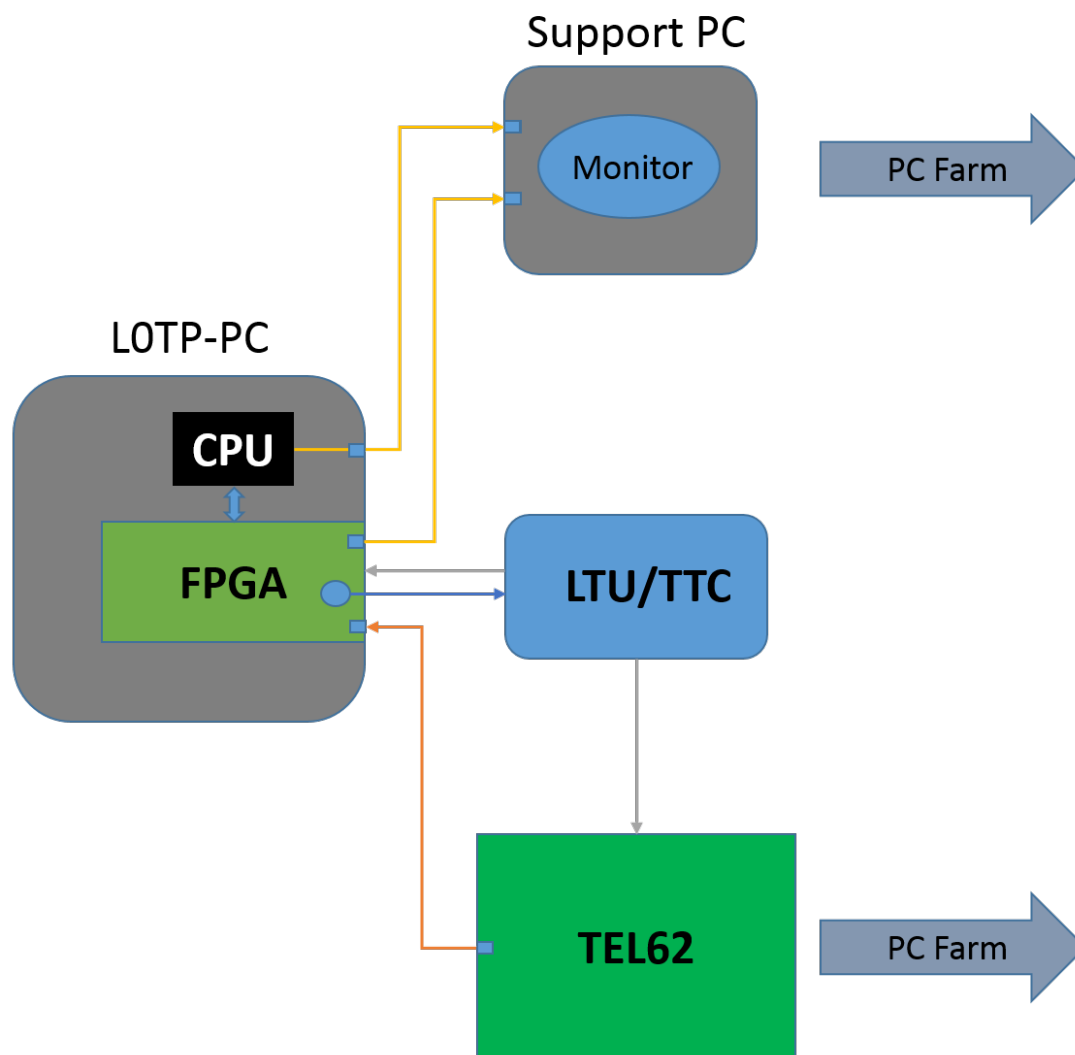 Support PC
Monitor
PC Farm
L0TP-PC
CPU
FPGA
LTU/TTC
TEL62
PC Farm